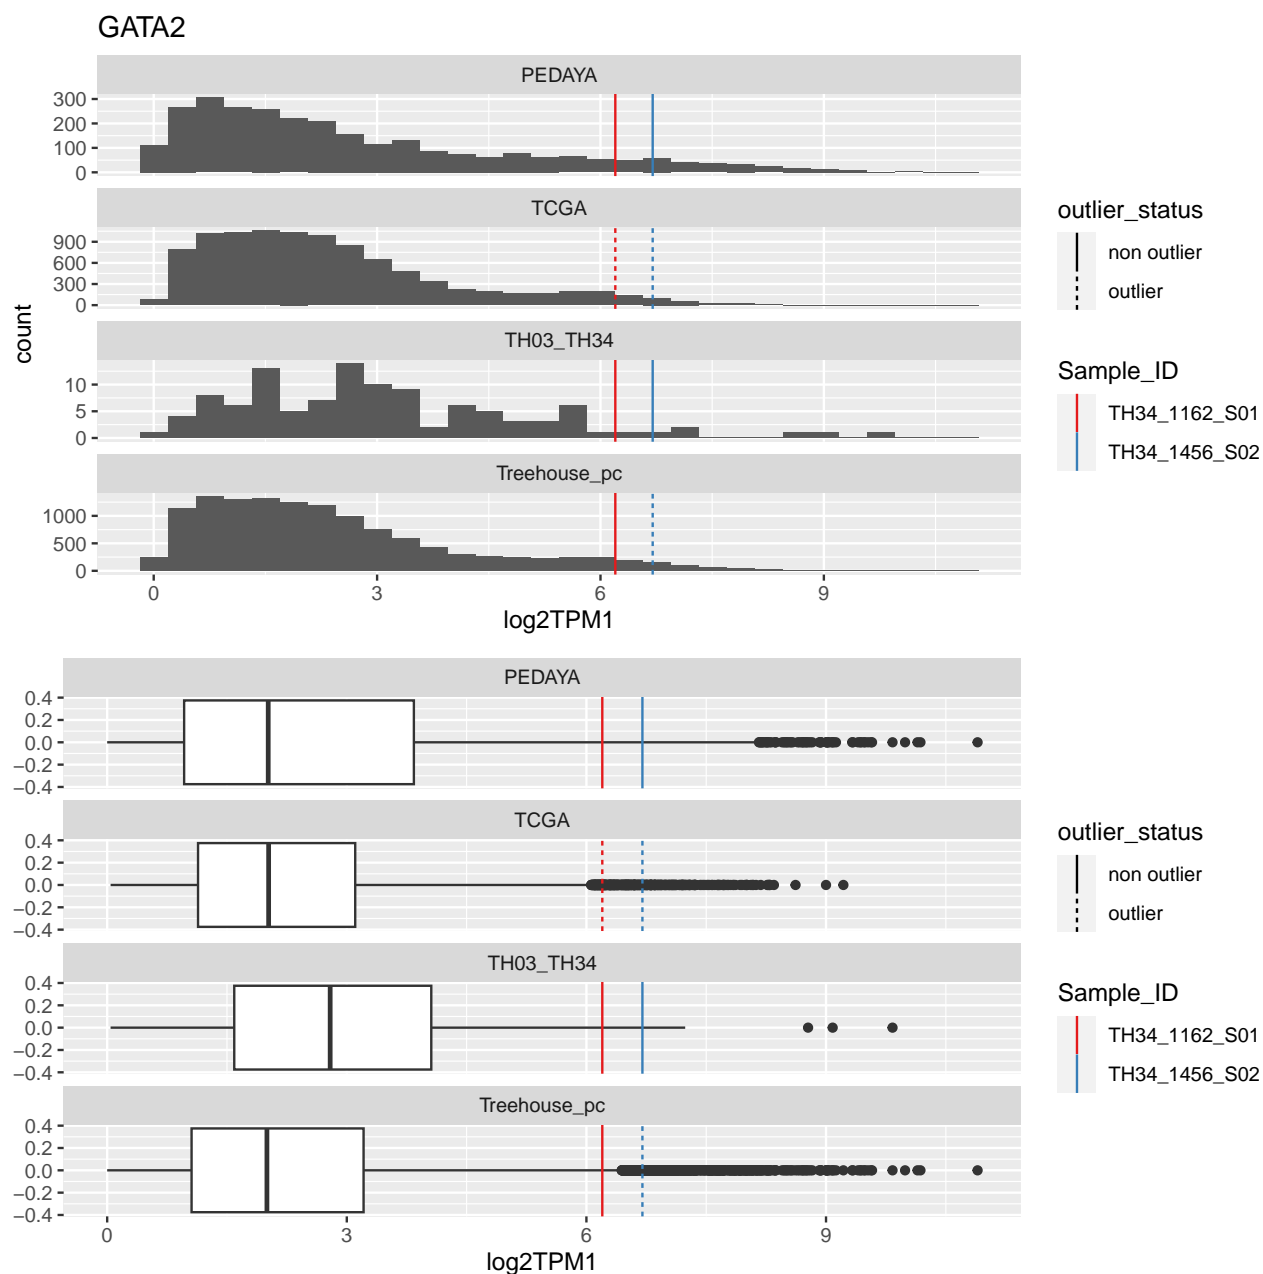 GATA2
PEDAYA
300
200
100
0
TCGA
900
600
300
0
TH03_TH34
10
5
0
Treehouse_pc
1000
500
0
0 3 6 9
log2TPM1
count
outlier_status
non outlier
outlier
Sample_ID
TH34_1162_S01
TH34_1456_S02
PEDAYA
0.4
0.2
0.0
−0.2
−0.4
TCGA
0.4
0.2
0.0
−0.2
−0.4
TH03_TH34
0.4
0.2
0.0
−0.2
−0.4
Treehouse_pc
0.4
0.2
0.0
−0.2
−0.4
0 3 6 9
log2TPM1
outlier_status
non outlier
outlier
Sample_ID
TH34_1162_S01
TH34_1456_S02